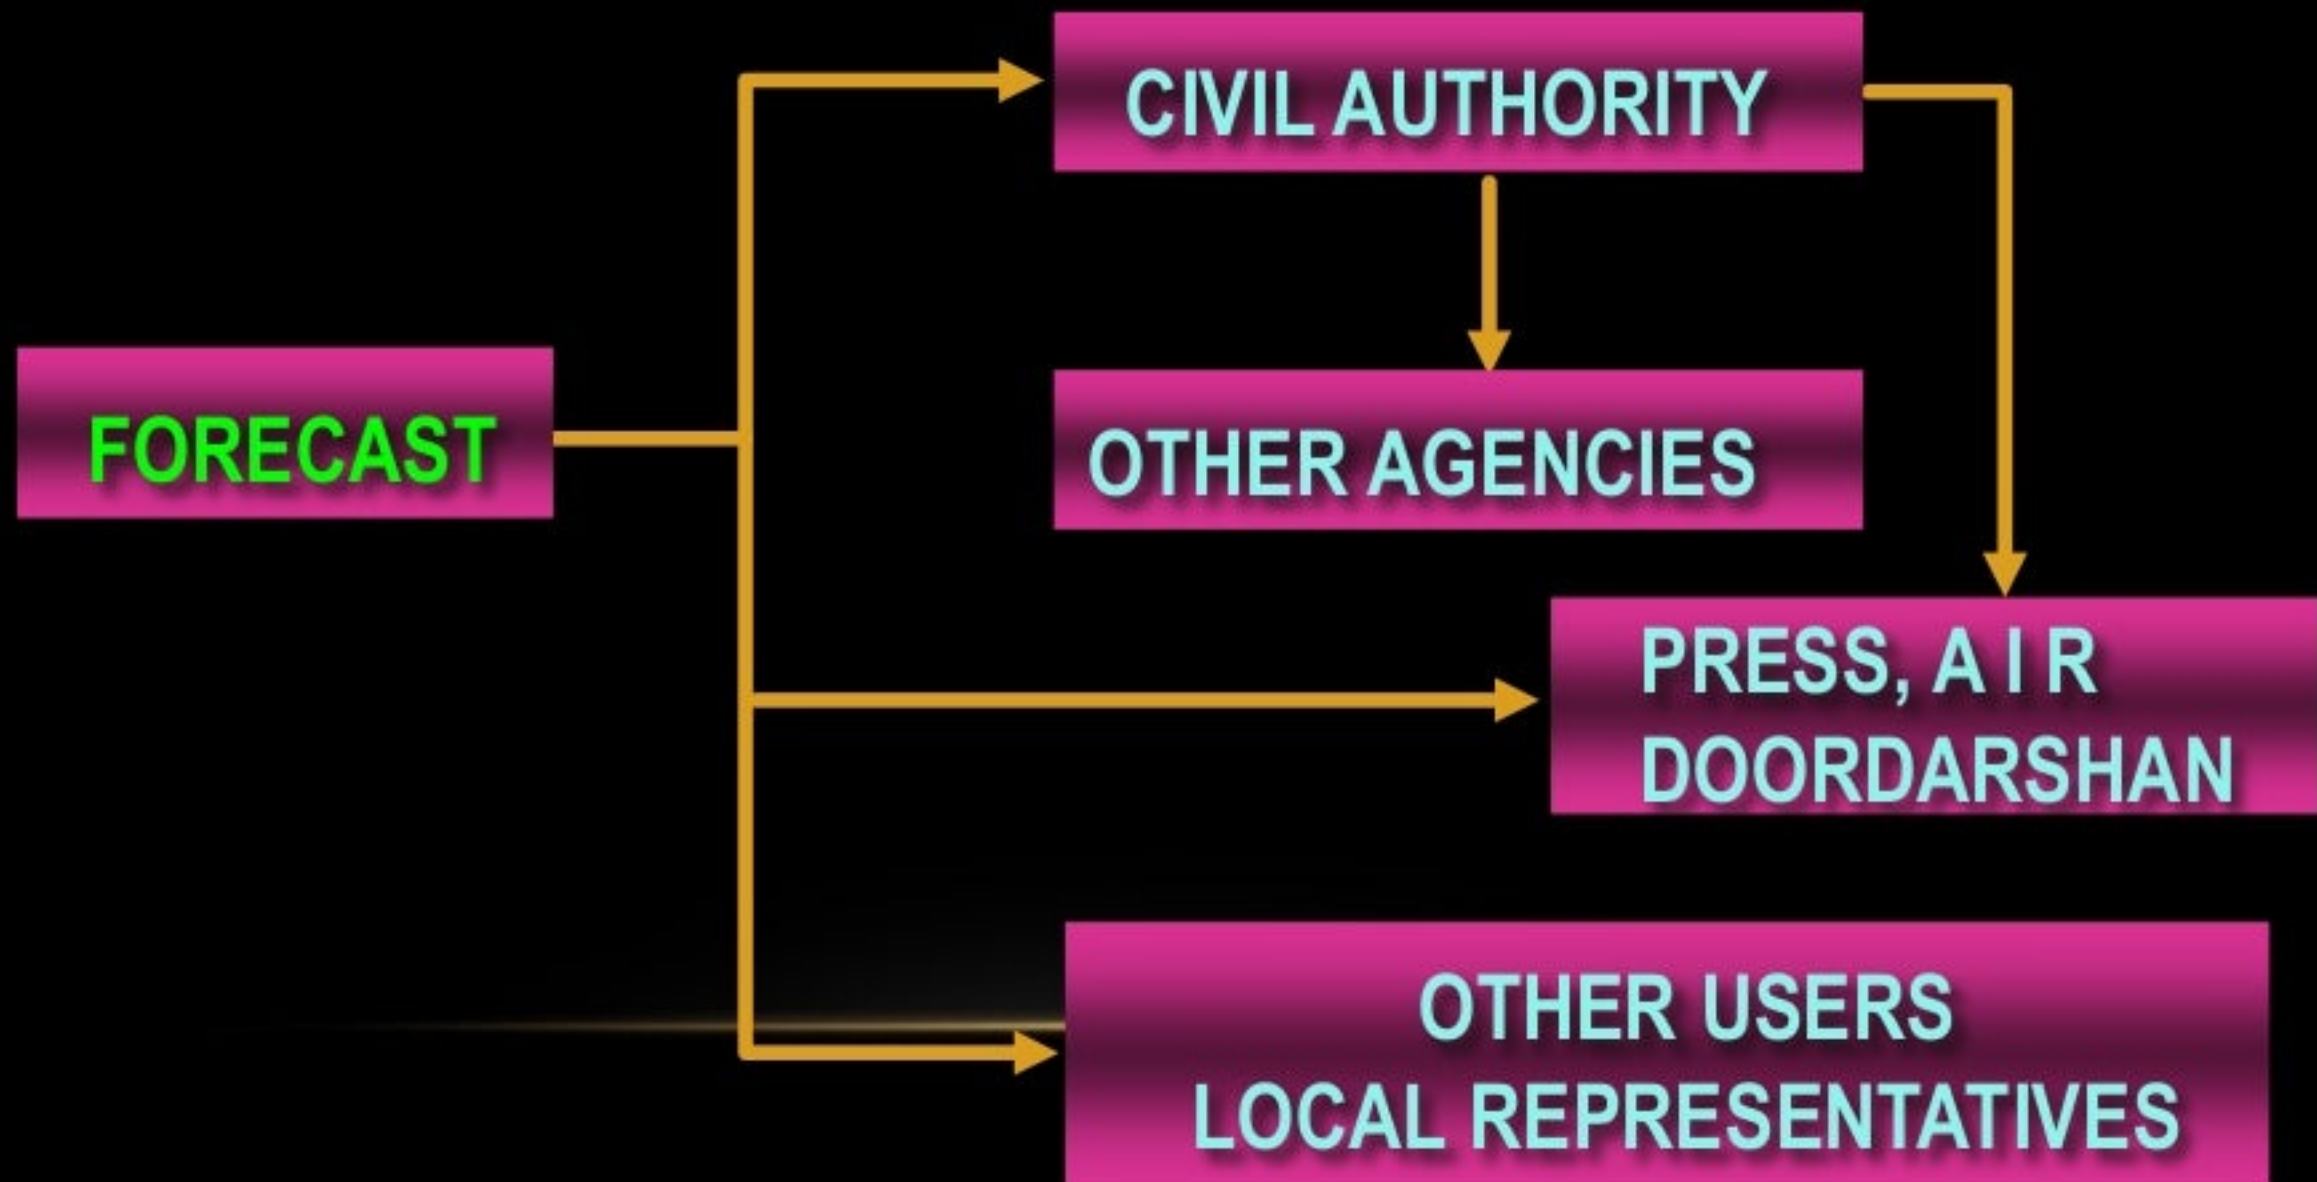 CIVIL AUTHORITY
FORECAST
OTHER AGENCIES
PRESS, A I R
DOORDARSHAN
OTHER USERS
LOCAL REPRESENTATIVES